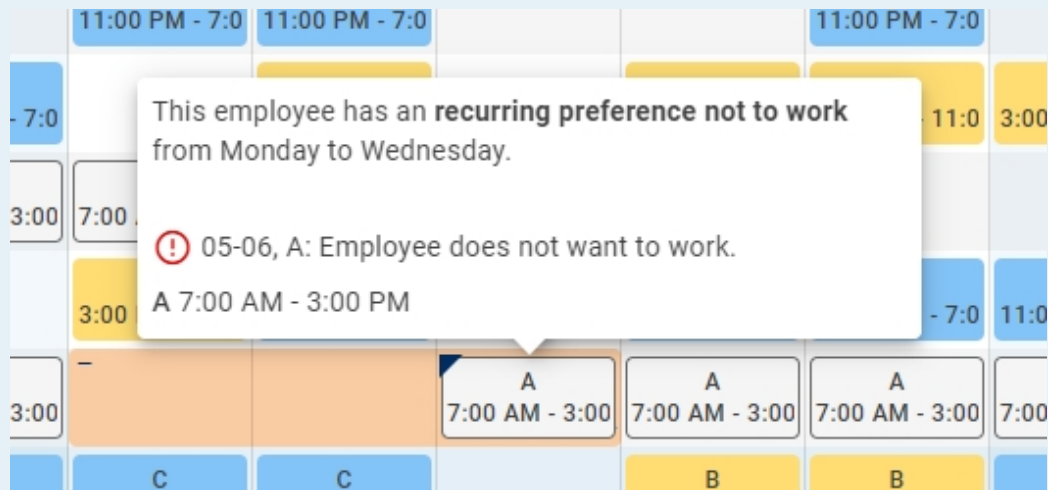 11:00 PM - 7:0 11:00 PM - 7:0 11:00 PM - 7:0
- 7:0
This employee has an recurring preference not to work
from Monday to Wednesday.
11:0 3:00
3:00 7:00
05-06, A: Employee does not want to work.
A 7:00 AM - 3:00 PM
3:00 - 7:0 11:0
–
A A A
3:00 7:00 AM - 3:00 7:00 AM - 3:00 7:00 AM - 3:00 7:00
C C B B